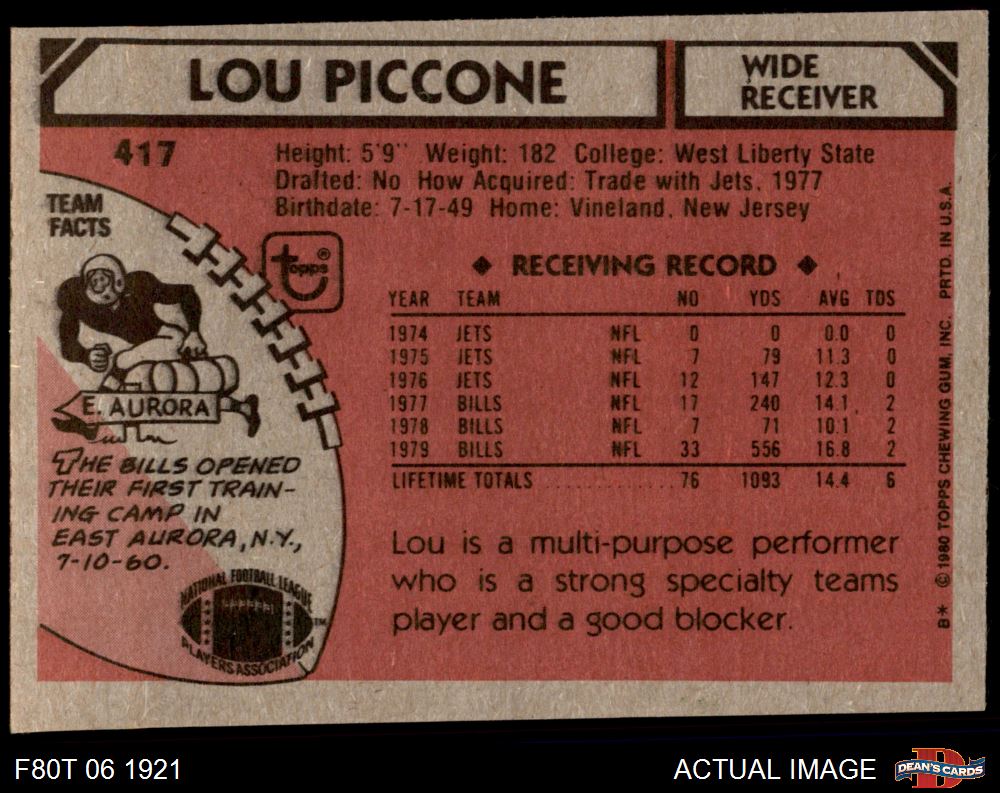 LOU PICCONE
WIDE
RECEIVER
417
Height: 5'9" Weight: 182 College: West Liberty State
Drafted: No How Acquired: Trade with Jets, 1977
Birthdate: 7-17-49 Home: Vineland, New Jersey
TEAM
FACTS
topps®
E. AURORA
THE BILLS OPENED
THEIR FIRST TRAIN-
ING CAMP IN
EAST AURORA, N.Y.,
7-10-60.
NATIONAL FOOTBALL LEAGUE
PLAYERS ASSOCIATION
TM
◆ RECEIVING RECORD ◆
YEAR TEAM NO YDS AVG TDS
1974 JETS NFL 0 0 0.0 0
1975 JETS NFL 7 79 11.3 0
1976 JETS NFL 12 147 12.3 0
1977 BILLS NFL 17 240 14.1 2
1978 BILLS NFL 7 71 10.1 2
1979 BILLS NFL 33 556 16.8 2
LIFETIME TOTALS ............ 76 1093 14.4 6
Lou is a multi-purpose performer
who is a strong specialty teams
player and a good blocker.
B* © 1980 TOPPS CHEWING GUM, INC. PRTD. IN U.S.A.
F80T 06 1921
ACTUAL IMAGE
D
DEAN'S CARDS